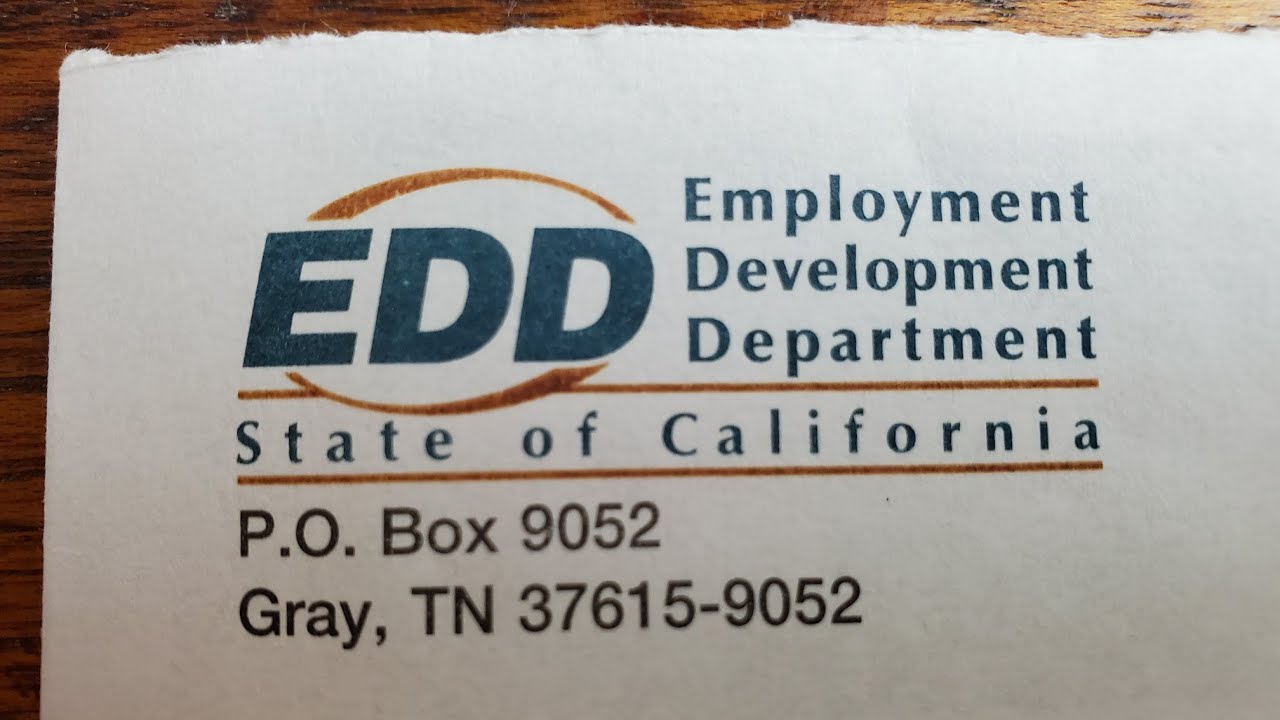 EDD
Employment
Development
Department
State of California
P.O. Box 9052
Gray, TN 37615-9052